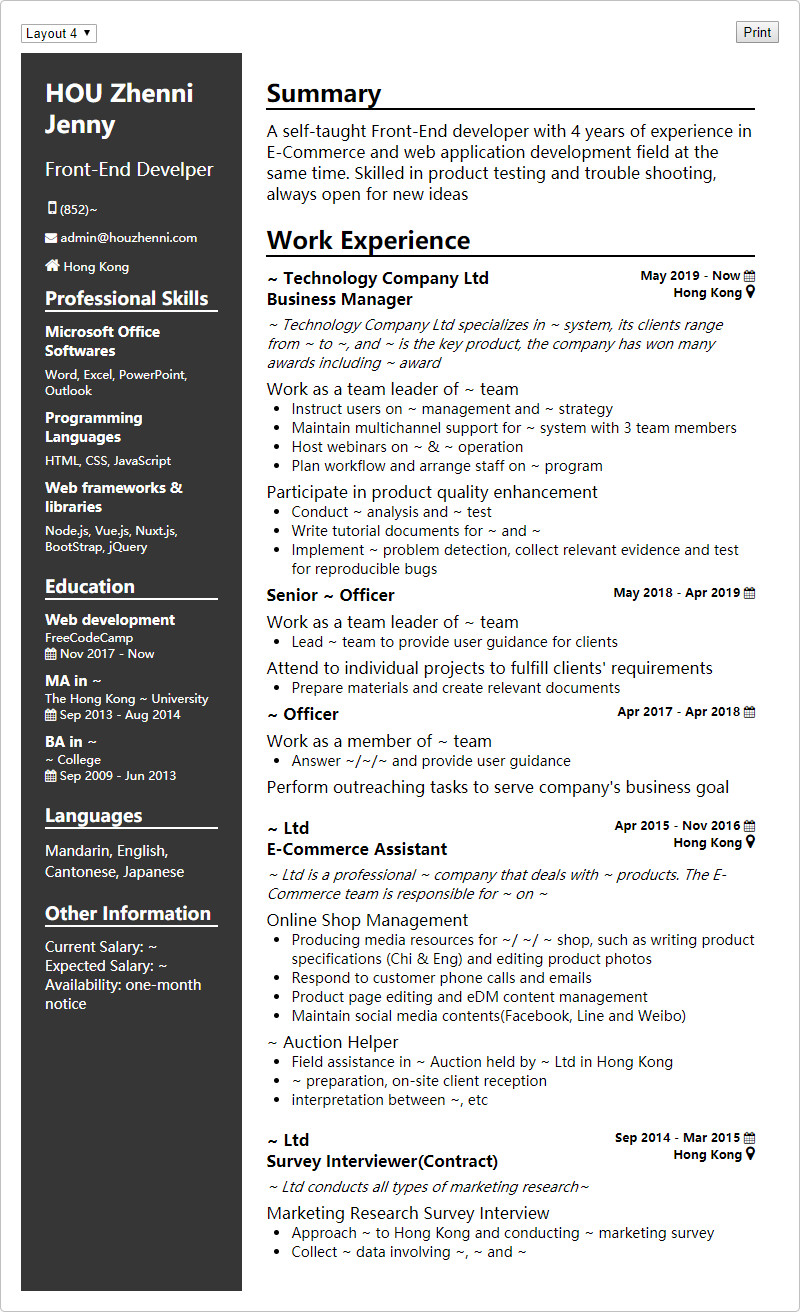 Layout 4
Print
HOU Zhenni
Jenny
Front-End Develper
(852)~
admin@houzhenni.com
Hong Kong
Professional Skills
Microsoft Office
Softwares
Word, Excel, PowerPoint,
Outlook
Programming
Languages
HTML, CSS, JavaScript
Web frameworks &
libraries
Node.js, Vue.js, Nuxt.js,
BootStrap, jQuery
Education
Web development
FreeCodeCamp
Nov 2017 - Now
MA in ~
The Hong Kong ~ University
Sep 2013 - Aug 2014
BA in ~
~ College
Sep 2009 - Jun 2013
Languages
Mandarin, English,
Cantonese, Japanese
Other Information
Current Salary: ~
Expected Salary: ~
Availability: one-month
notice
Summary
A self-taught Front-End developer with 4 years of experience in
E-Commerce and web application development field at the
same time. Skilled in product testing and trouble shooting,
always open for new ideas
Work Experience
~ Technology Company Ltd
May 2019 - Now
Business Manager
Hong Kong
~ Technology Company Ltd specializes in ~ system, its clients range
from ~ to ~, and ~ is the key product, the company has won many
awards including ~ award
Work as a team leader of ~ team
• Instruct users on ~ management and ~ strategy
• Maintain multichannel support for ~ system with 3 team members
• Host webinars on ~ & ~ operation
• Plan workflow and arrange staff on ~ program
Participate in product quality enhancement
• Conduct ~ analysis and ~ test
• Write tutorial documents for ~ and ~
• Implement ~ problem detection, collect relevant evidence and test
for reproducible bugs
Senior ~ Officer
May 2018 - Apr 2019
Work as a team leader of ~ team
• Lead ~ team to provide user guidance for clients
Attend to individual projects to fulfill clients' requirements
• Prepare materials and create relevant documents
~ Officer
Apr 2017 - Apr 2018
Work as a member of ~ team
• Answer ~/~/~ and provide user guidance
Perform outreaching tasks to serve company's business goal
~ Ltd
Apr 2015 - Nov 2016
E-Commerce Assistant
Hong Kong
~ Ltd is a professional ~ company that deals with ~ products. The E-
Commerce team is responsible for ~ on ~
Online Shop Management
• Producing media resources for ~/ ~/ ~ shop, such as writing product
specifications (Chi & Eng) and editing product photos
• Respond to customer phone calls and emails
• Product page editing and eDM content management
• Maintain social media contents(Facebook, Line and Weibo)
~ Auction Helper
• Field assistance in ~ Auction held by ~ Ltd in Hong Kong
• ~ preparation, on-site client reception
• interpretation between ~, etc
~ Ltd
Sep 2014 - Mar 2015
Survey Interviewer(Contract)
Hong Kong
~ Ltd conducts all types of marketing research~
Marketing Research Survey Interview
• Approach ~ to Hong Kong and conducting ~ marketing survey
• Collect ~ data involving ~, ~ and ~